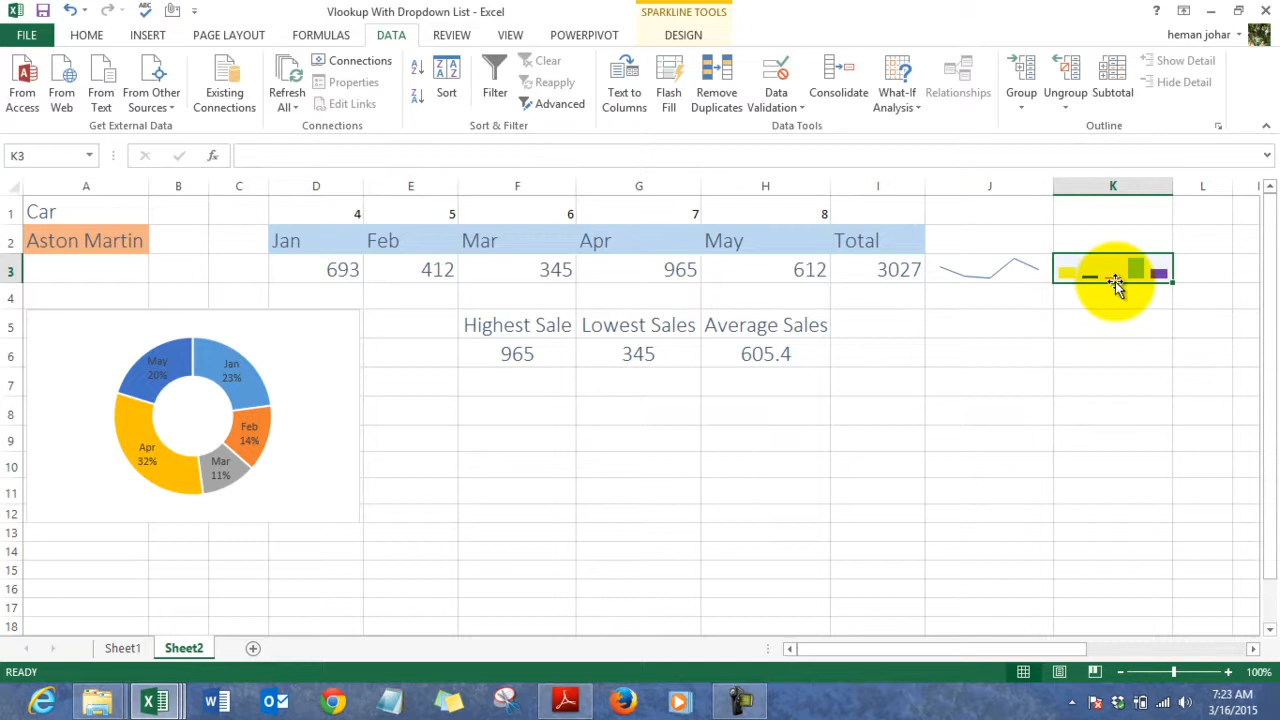 Vlookup With Dropdown List - Excel
SPARKLINE TOOLS
?
FILE HOME INSERT PAGE LAYOUT FORMULAS DATA REVIEW VIEW POWERPIVOT DESIGN heman johar
From Access
From Web
From Text
From Other Sources
Existing Connections
Refresh All
Connections
Properties
Edit Links
Sort
Filter
Clear
Reapply
Advanced
Text to Columns
Flash Fill
Remove Duplicates
Data Validation
Consolidate
What-If Analysis
Relationships
Group
Ungroup
Subtotal
Show Detail
Hide Detail
Get External Data Connections Sort & Filter Data Tools Outline
K3 fx
A B C D E F G H I J K L
1 Car 4 5 6 7 8
2 Aston Martin Jan Feb Mar Apr May Total
3 693 412 345 965 612 3027
4
5 Highest Sale Lowest Sales Average Sales
6 965 345 605.4
7
8
9
10
11
12
13
14
15
16
17
18
May 20%
Jan 23%
Feb 14%
Mar 11%
Apr 32%
Sheet1 Sheet2
READY 100%
7:23 AM
3/16/2015